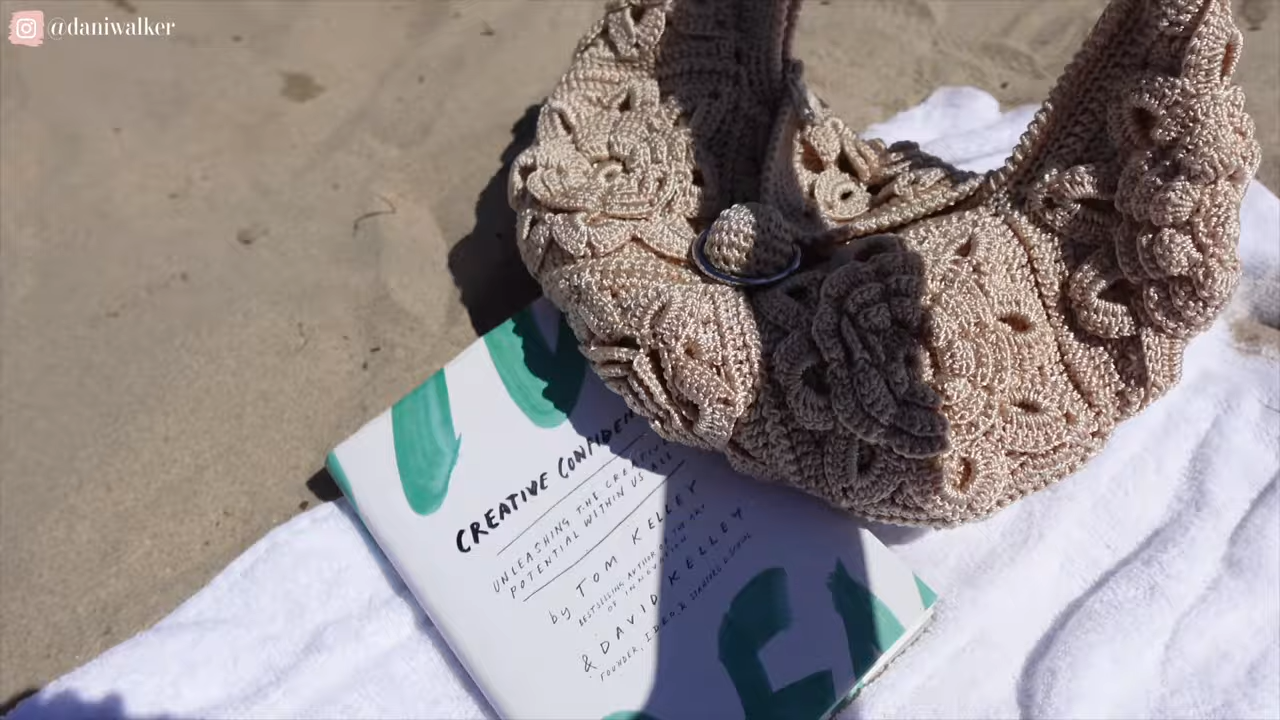 @daniwalker
CREATIVE CONFIDEN
UNLEASHING THE CREATIVE
POTENTIAL WITHIN US ALL
by TOM KELLEY
BESTSELLING AUTHOR OF THE ART
OF INNOVATION
& DAVID KELLEY
FOUNDER, IDEO & STANFORD D.SCHOOL